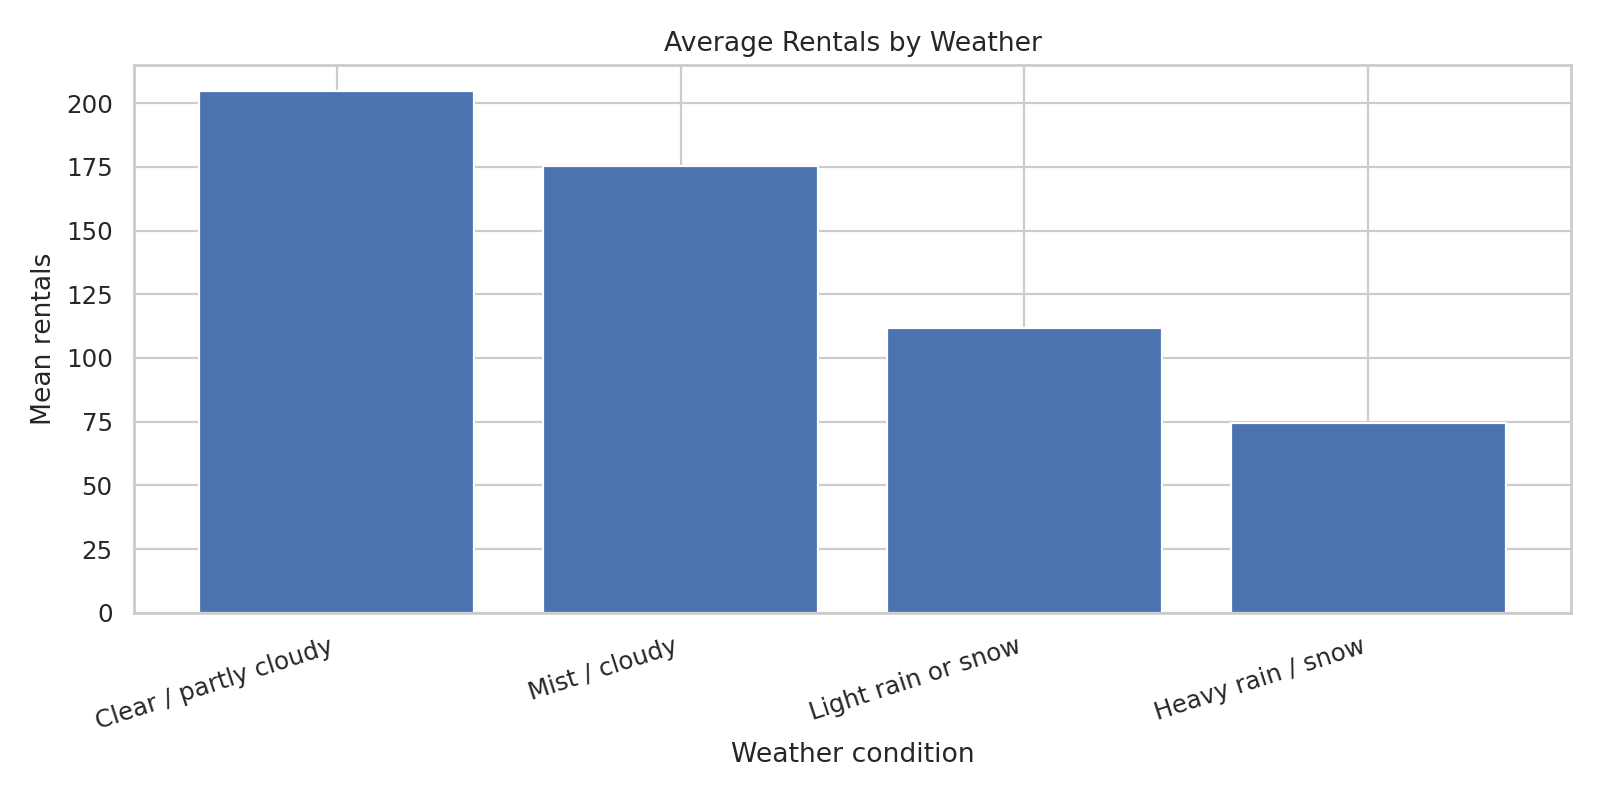 Average Rentals by Weather
Mean rentals
200
175
150
125
100
75
50
25
0
Clear / partly cloudy
Mist / cloudy
Light rain or snow
Heavy rain / snow
Weather condition